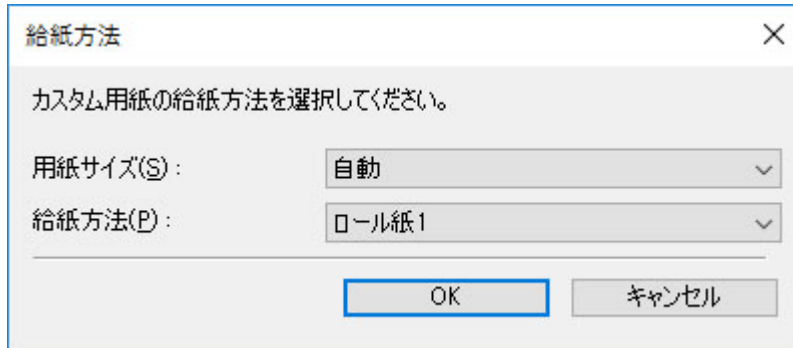 給紙方法
カスタム用紙の給紙方法を選択してください。
用紙サイズ(S): 自動
給紙方法(P): ロール紙1
OK キャンセル